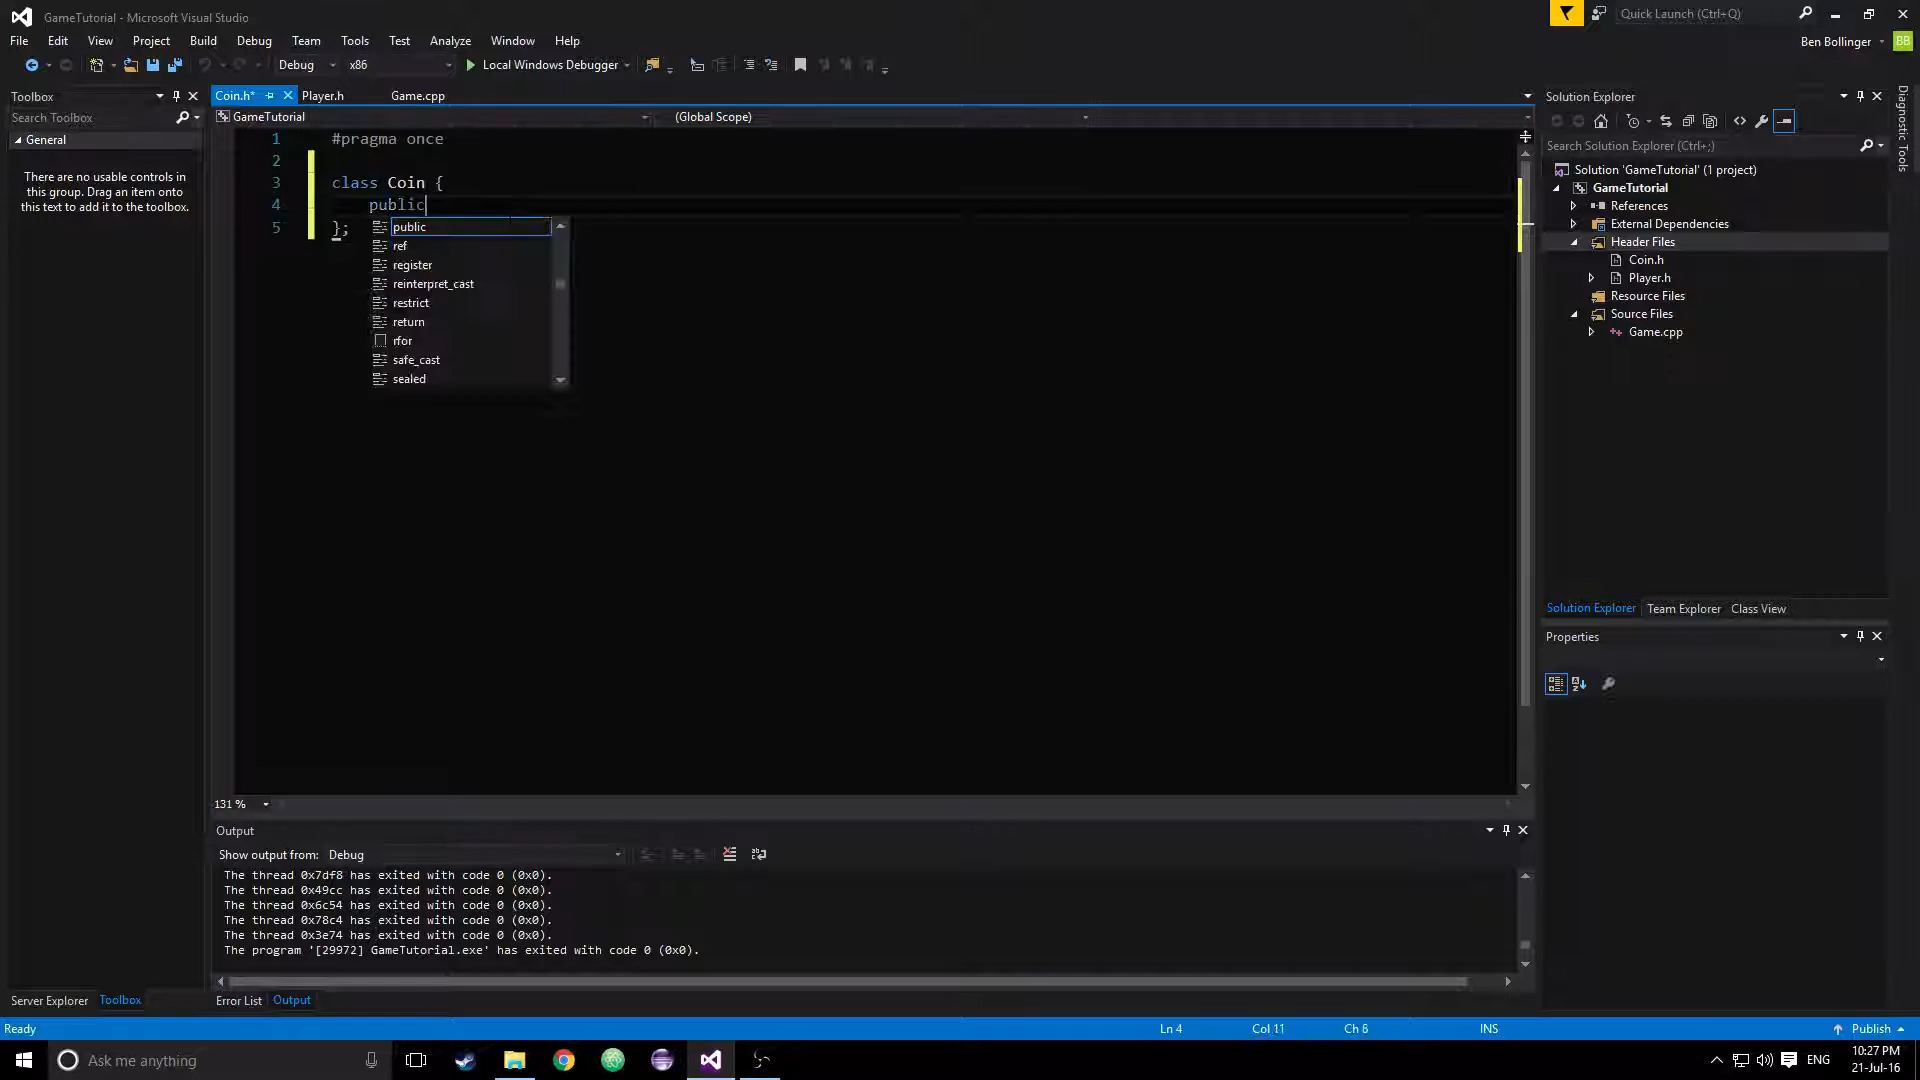 GameTutorial - Microsoft Visual Studio
Quick Launch (Ctrl+Q)
File Edit View Project Build Debug Team Tools Test Analyze Window Help
Ben Bollinger BB
Debug x86 Local Windows Debugger
Toolbox
Coin.h* Player.h Game.cpp
Solution Explorer
Search Toolbox
GameTutorial (Global Scope)
General
There are no usable controls in
this group. Drag an item onto
this text to add it to the toolbox.
1 #pragma once
2
3 class Coin {
4 public
5 };
public
ref
register
reinterpret_cast
restrict
return
rfor
safe_cast
sealed
Search Solution Explorer (Ctrl+;)
Solution 'GameTutorial' (1 project)
GameTutorial
References
External Dependencies
Header Files
Coin.h
Player.h
Resource Files
Source Files
Game.cpp
Diagnostic Tools
Solution Explorer Team Explorer Class View
Properties
131 %
Output
Show output from: Debug
The thread 0x7df8 has exited with code 0 (0x0).
The thread 0x49cc has exited with code 0 (0x0).
The thread 0x6c54 has exited with code 0 (0x0).
The thread 0x78c4 has exited with code 0 (0x0).
The thread 0x3e74 has exited with code 0 (0x0).
The program '[29972] GameTutorial.exe' has exited with code 0 (0x0).
Server Explorer Toolbox
Error List Output
Ready Ln 4 Col 11 Ch 8 INS Publish
Ask me anything
ENG
10:27 PM
21-Jul-16